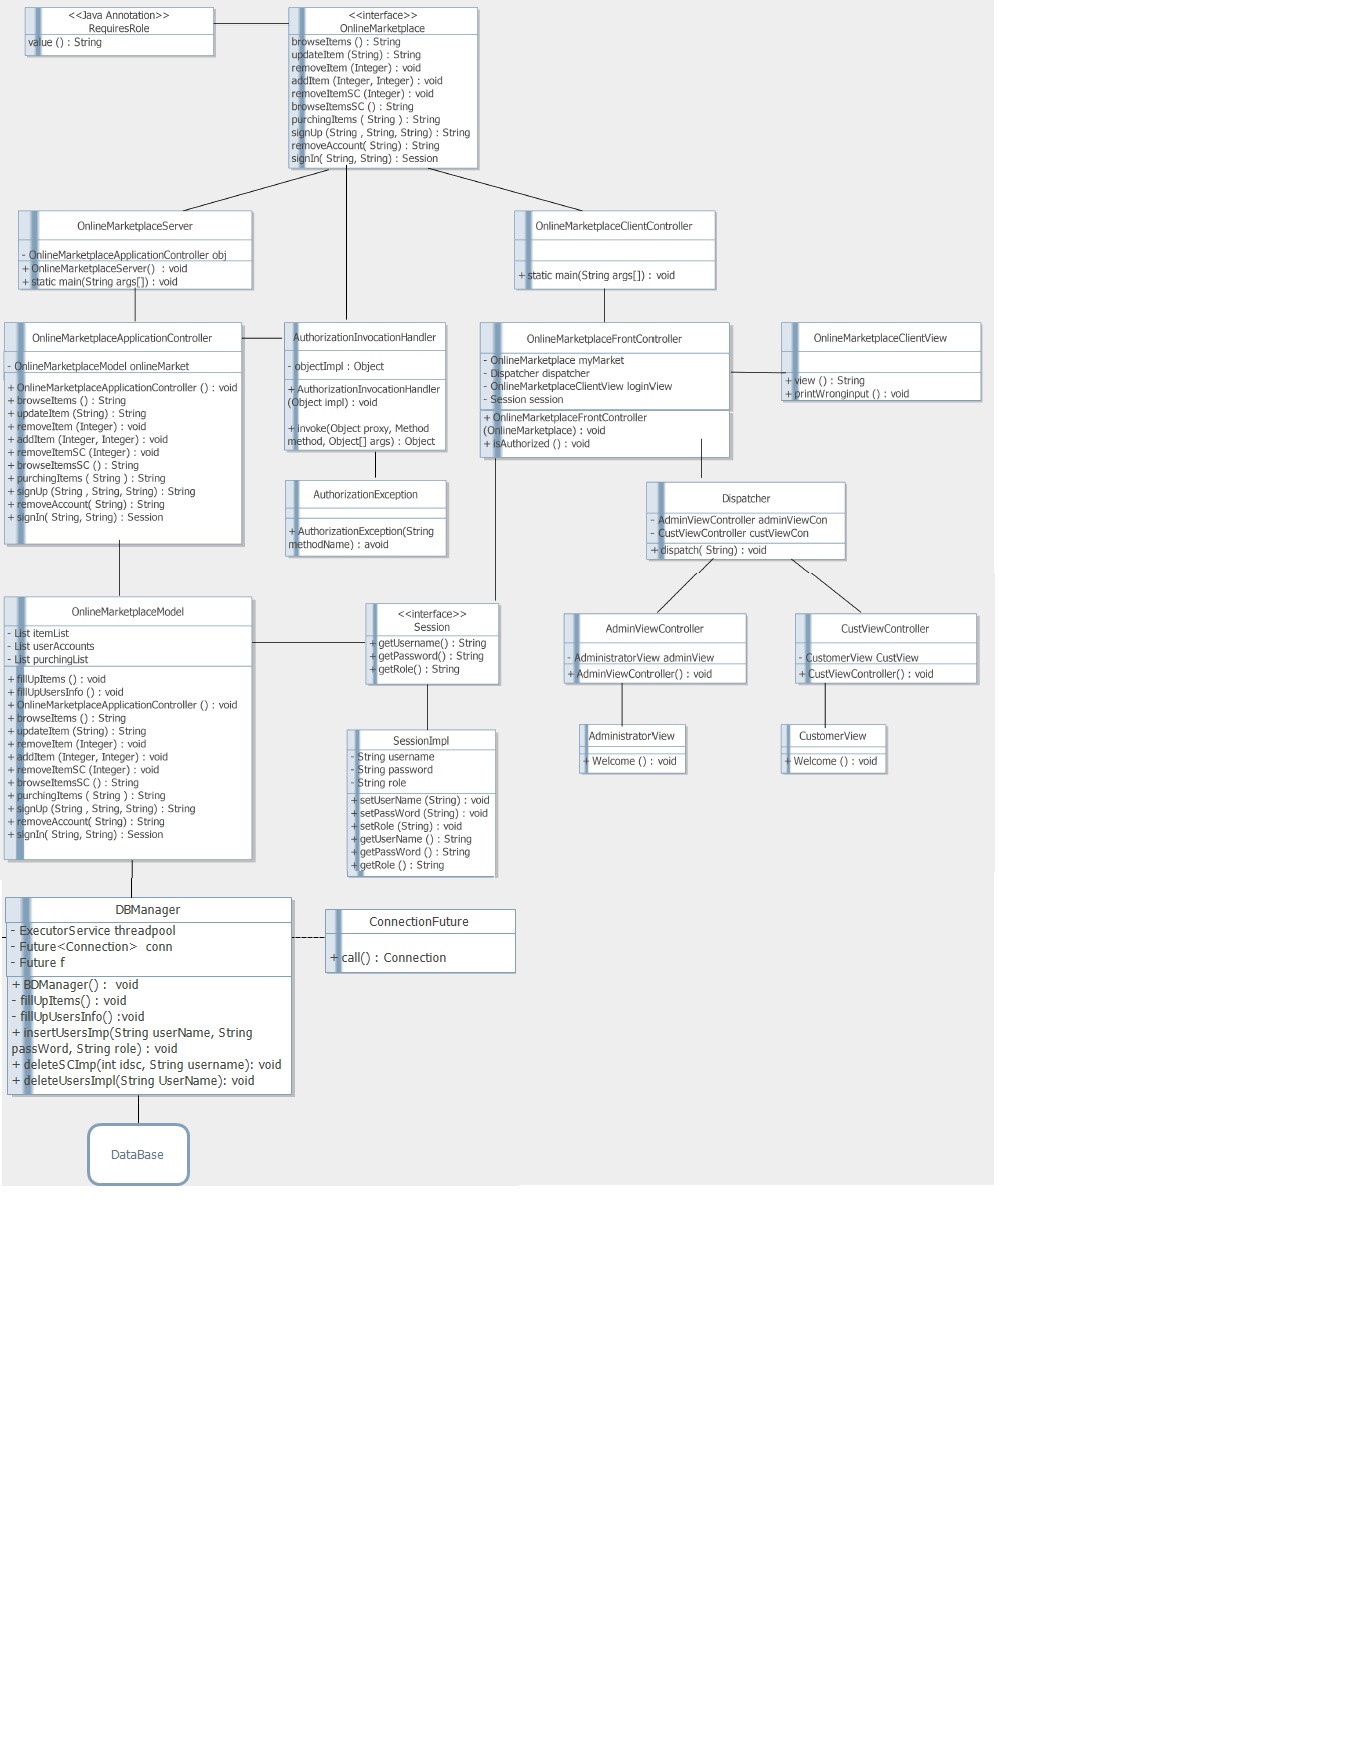 <<Java Annotation>>
RequiresRole
value () : String
<<interface>>
OnlineMarketplace
browseItems () : String
updateItem (String) : String
removeItem (Integer) : void
addItem (Integer, Integer) : void
removeItemSC (Integer) : void
browseItemsSC () : String
purchingItems ( String ) : String
signUp (String , String, String) : String
removeAccount( String) : String
signIn( String, String) : Session
OnlineMarketplaceServer
- OnlineMarketplaceApplicationController obj
+ OnlineMarketplaceServer() : void
+ static main(String args[]) : void
OnlineMarketplaceClientController
+ static main(String args[]) : void
OnlineMarketplaceApplicationController
- OnlineMarketplaceModel onlineMarket
+ OnlineMarketplaceApplicationController () : void
+ browseItems () : String
+ updateItem (String) : String
+ removeItem (Integer) : void
+ addItem (Integer, Integer) : void
+ removeItemSC (Integer) : void
+ browseItemsSC () : String
+ purchingItems ( String ) : String
+ signUp (String , String, String) : String
+ removeAccount( String) : String
+ signIn( String, String) : Session
AuthorizationInvocationHandler
- objectImpl : Object
+ AuthorizationInvocationHandler
(Object impl) : void
+ invoke(Object proxy, Method
method, Object[] args) : Object
OnlineMarketplaceFrontController
- OnlineMarketplace myMarket
- Dispatcher dispatcher
- OnlineMarketplaceClientView loginView
- Session session
+ OnlineMarketplaceFrontController
(OnlineMarketplace) : void
+ isAuthorized () : void
OnlineMarketplaceClientView
+ view () : String
+ printWronginput () : void
AuthorizationException
+ AuthorizationException(String
methodName) : avoid
Dispatcher
- AdminViewController adminViewCon
- CustViewController custViewCon
+ dispatch( String) : void
OnlineMarketplaceModel
- List itemList
- List userAccounts
- List purchingList
+ fillUpItems () : void
+ fillUpUsersInfo () : void
+ OnlineMarketplaceApplicationController () : void
+ browseItems () : String
+ updateItem (String) : String
+ removeItem (Integer) : void
+ addItem (Integer, Integer) : void
+ removeItemSC (Integer) : void
+ browseItemsSC () : String
+ purchingItems ( String ) : String
+ signUp (String , String, String) : String
+ removeAccount( String) : String
+ signIn( String, String) : Session
<<interface>>
Session
+ getUsername() : String
+ getPassword() : String
+ getRole() : String
AdminViewController
- AdministratorView adminView
+ AdminViewController() : void
CustViewController
- CustomerView CustView
+ CustViewController() : void
SessionImpl
- String username
- String password
- String role
+ setUserName (String) : void
+ setPassWord (String) : void
+ setRole (String) : void
+ getUserName () : String
+ getPassWord () : String
+ getRole () : String
AdministratorView
+ Welcome () : void
CustomerView
+ Welcome () : void
DBManager
- ExecutorService threadpool
- Future<Connection> conn
- Future f
+ BDManager() : void
- fillUpItems() : void
- fillUpUsersInfo() :void
+ insertUsersImp(String userName, String
passWord, String role) : void
+ deleteSCImp(int idsc, String username): void
+ deleteUsersImpl(String UserName): void
ConnectionFuture
+ call() : Connection
DataBase